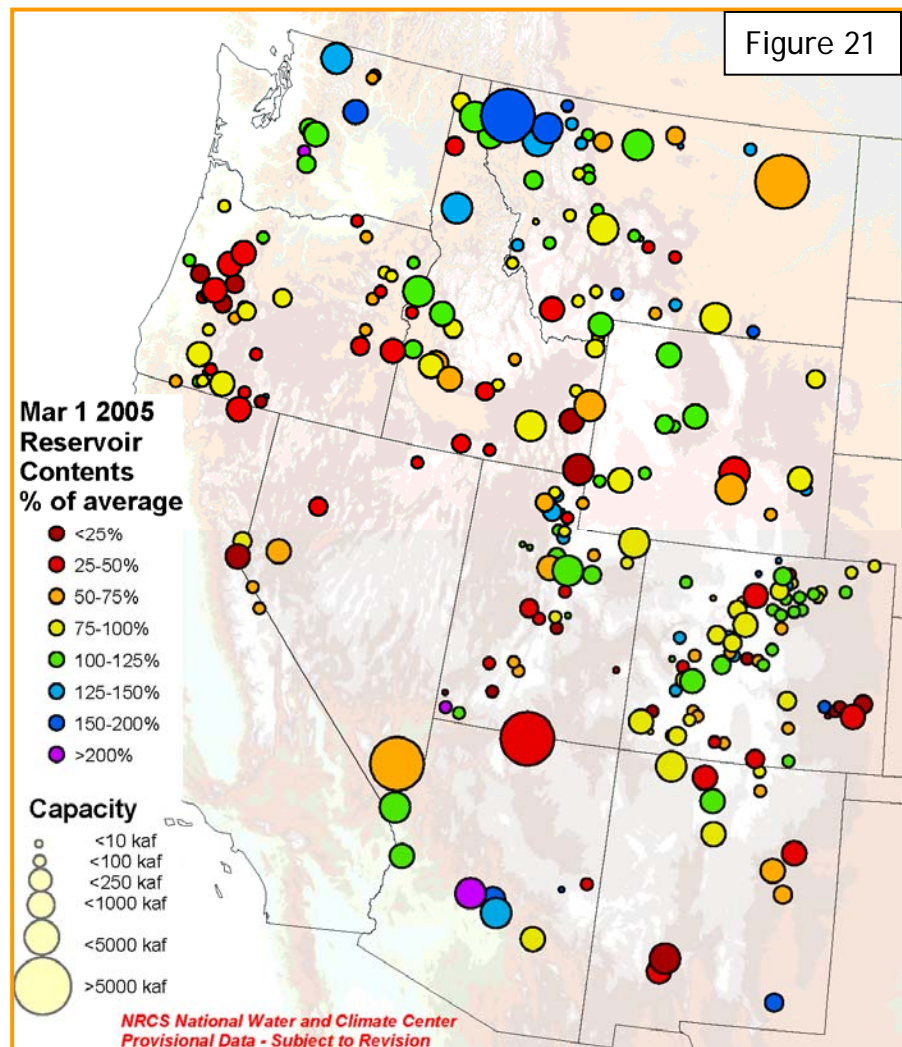 Figure 21
Mar 1 2005
Reservoir
Contents
% of average
<25%
25-50%
50-75%
75-100%
100-125%
125-150%
150-200%
>200%
Capacity
<10 kaf
<100 kaf
<250 kaf
<1000 kaf
<5000 kaf
>5000 kaf
NRCS National Water and Climate Center
Provisional Data - Subject to Revision